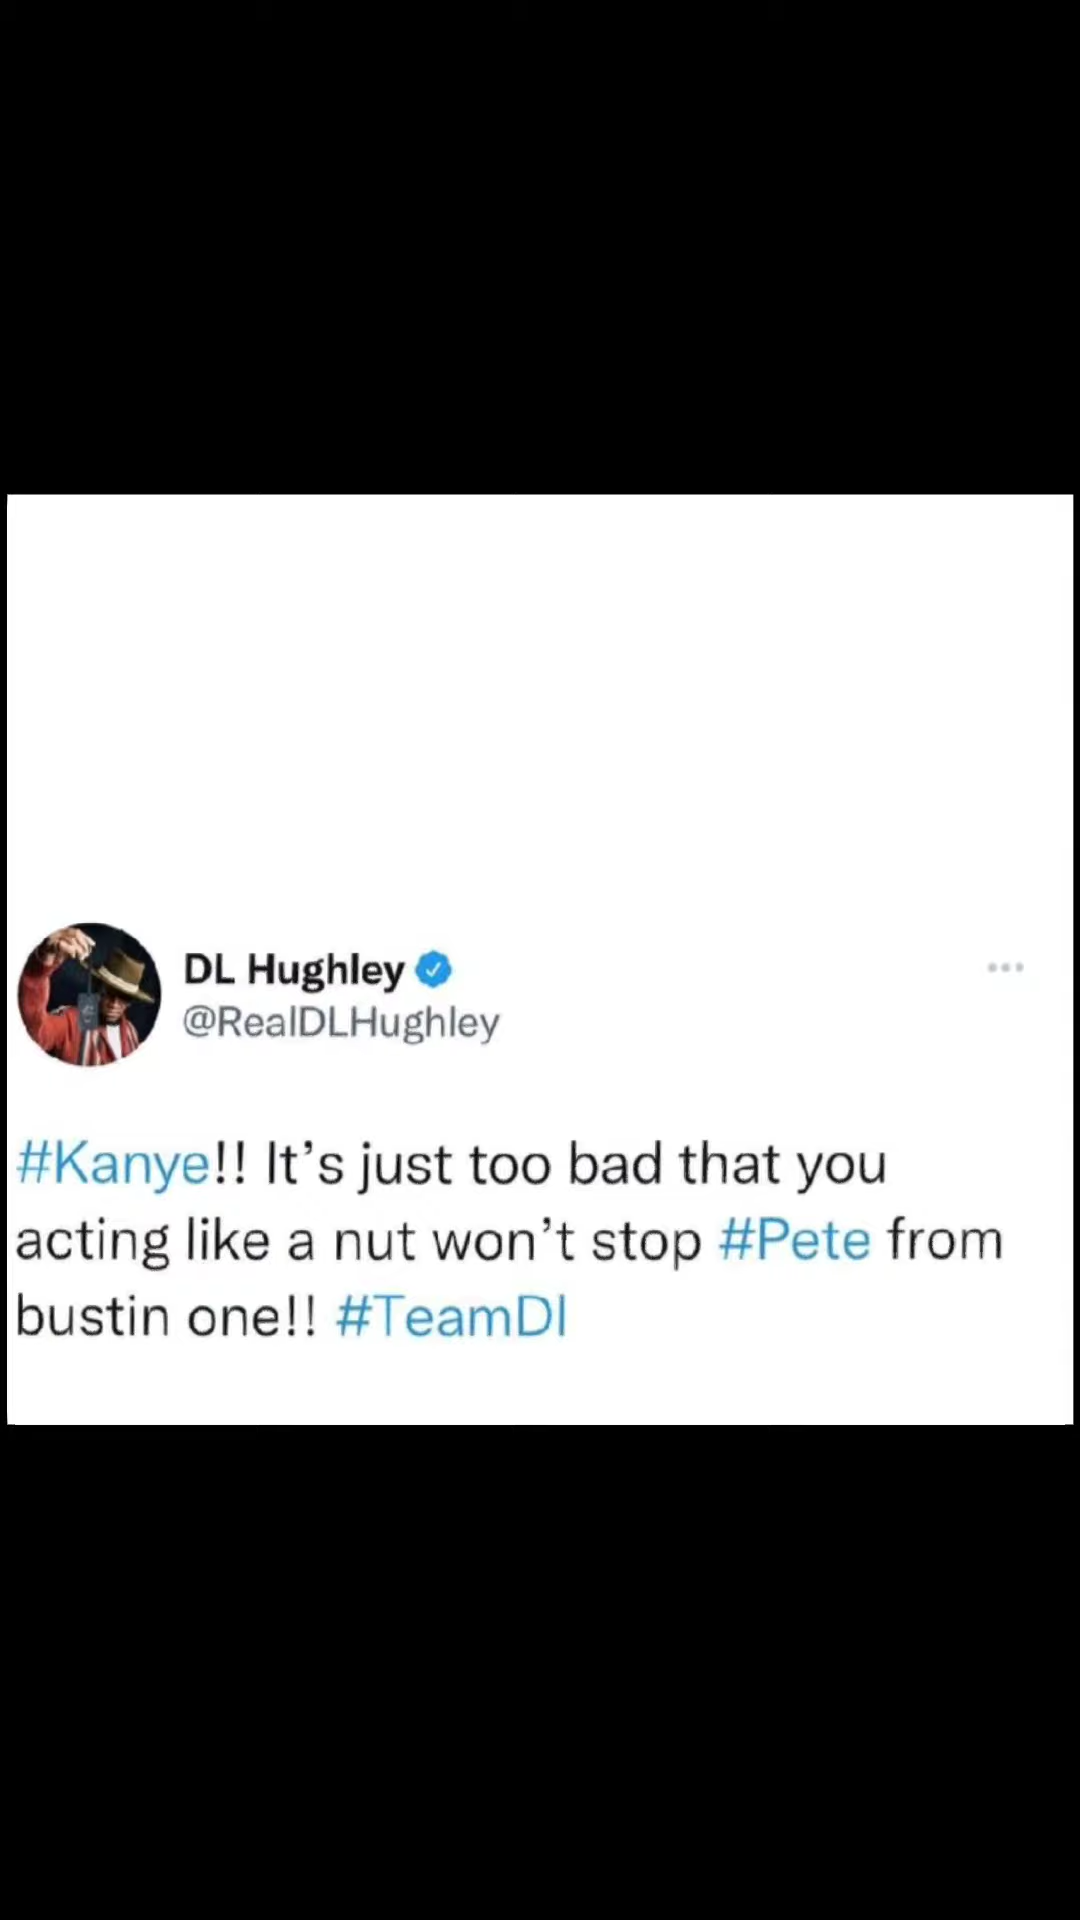 DL Hughley
@RealDLHughley
#Kanye!! It’s just too bad that you
acting like a nut won’t stop #Pete from
bustin one!! #TeamDl